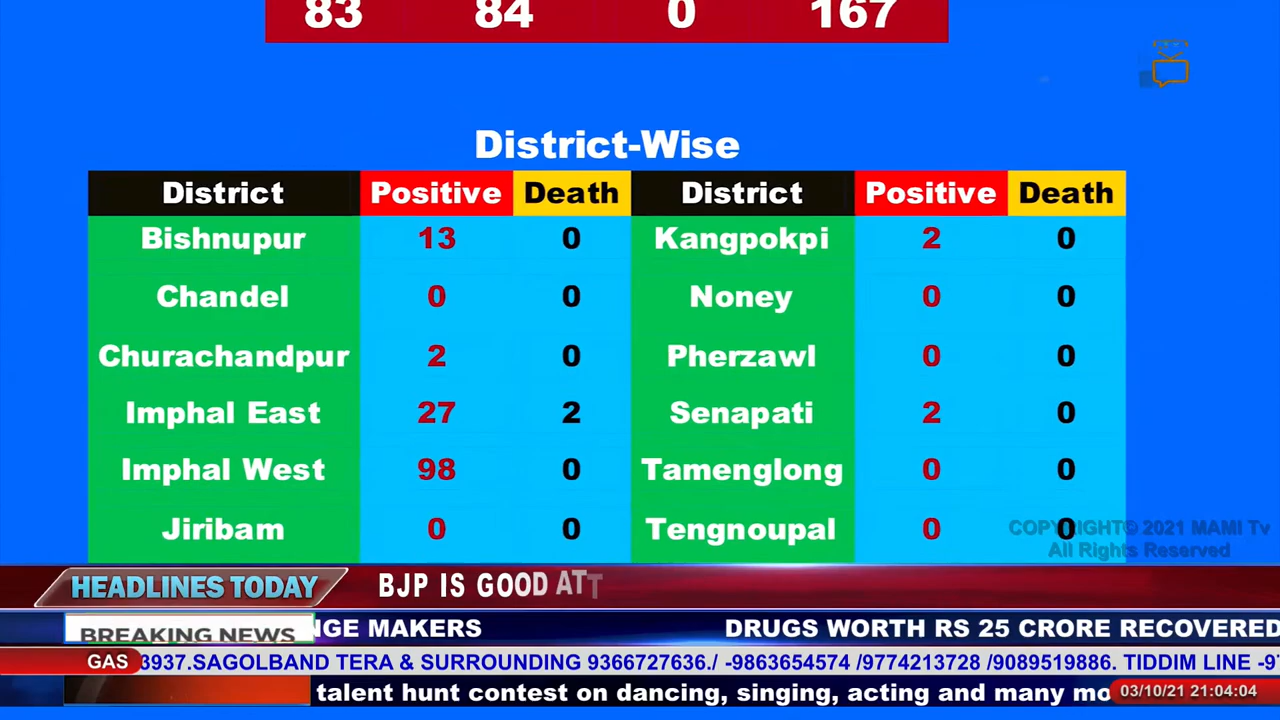 83 84 0 167
District-Wise
District Positive Death District Positive Death
Bishnupur 13 0 Kangpokpi 2 0
Chandel 0 0 Noney 0 0
Churachandpur 2 0 Pherzawl 0 0
Imphal East 27 2 Senapati 2 0
Imphal West 98 0 Tamenglong 0 0
Jiribam 0 0 Tengnoupal 0 0
COPYRIGHT© 2021 MAMI Tv
All Rights Reserved
HEADLINES TODAY BJP IS GOOD ATT
BREAKING NEWS NGE MAKERS DRUGS WORTH RS 25 CRORE RECOVERED
GAS 3937.SAGOLBAND TERA & SURROUNDING 9366727636./ -9863654574 /9774213728 /9089519886. TIDDIM LINE -97
talent hunt contest on dancing, singing, acting and many mo 03/10/21 21:04:04